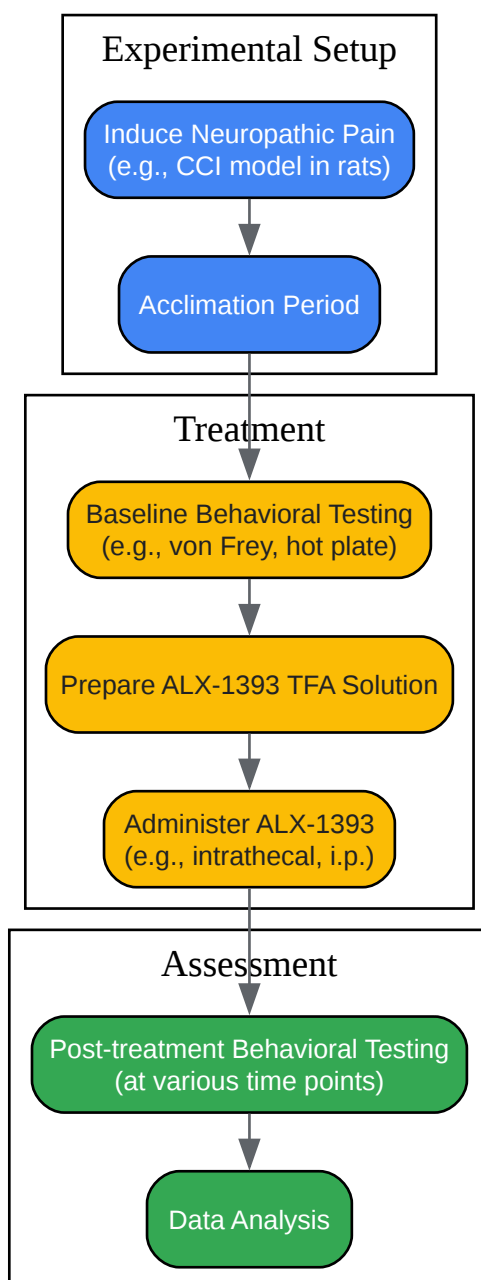 Experimental Setup
Induce Neuropathic Pain
(e.g., CCI model in rats)
Acclimation Period
Treatment
Baseline Behavioral Testing
(e.g., von Frey, hot plate)
Prepare ALX-1393 TFA Solution
Administer ALX-1393
(e.g., intrathecal, i.p.)
Assessment
Post-treatment Behavioral Testing
(at various time points)
Data Analysis